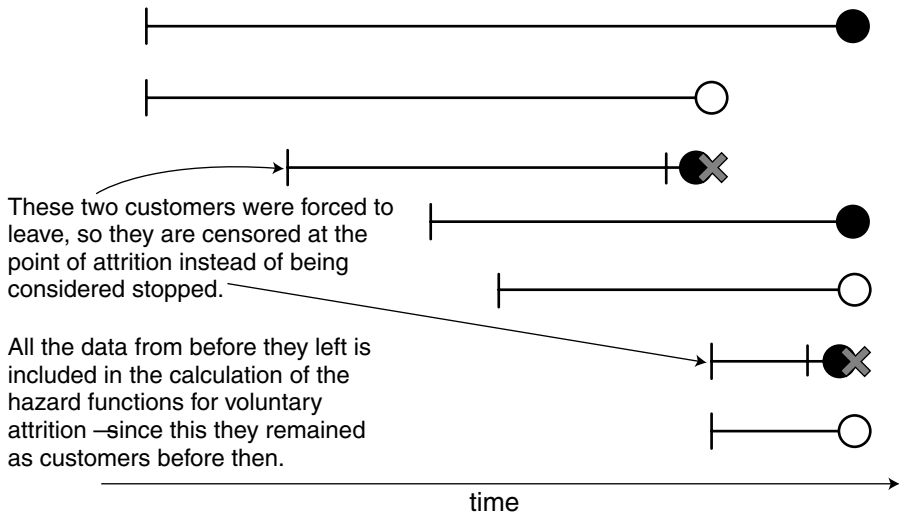 These two customers were forced to
leave, so they are censored at the
point of attrition instead of being
considered stopped.
All the data from before they left is
included in the calculation of the
hazard functions for voluntary
attrition —since this they remained
as customers before then.
time